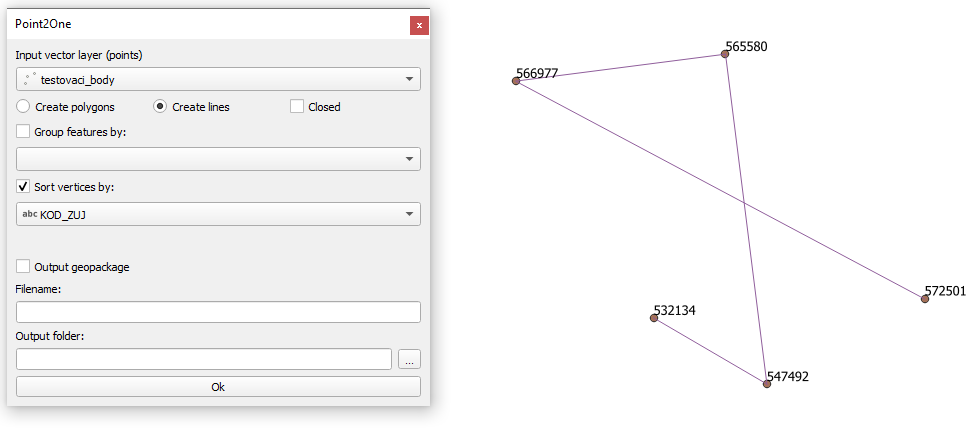 Point2One
x
Input vector layer (points)
testovaci_body
Create polygons
Create lines
Closed
Group features by:
Sort vertices by:
abc KOD_ZUJ
Output geopackage
Filename:
Output folder:
...
Ok
565580
566977
572501
532134
547492